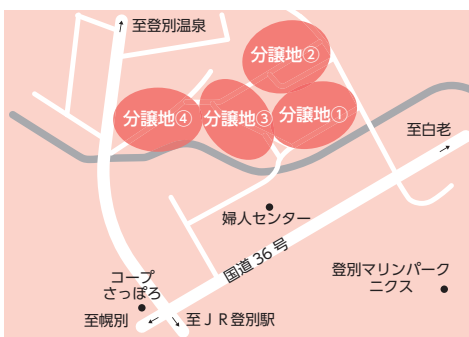 至登別温泉
分譲地②
分譲地④
分譲地③
分譲地①
至白老
婦人センター
国道36号
登別マリンパーク
ニクス
コープ
さっぽろ
至幌別
至ＪＲ登別駅